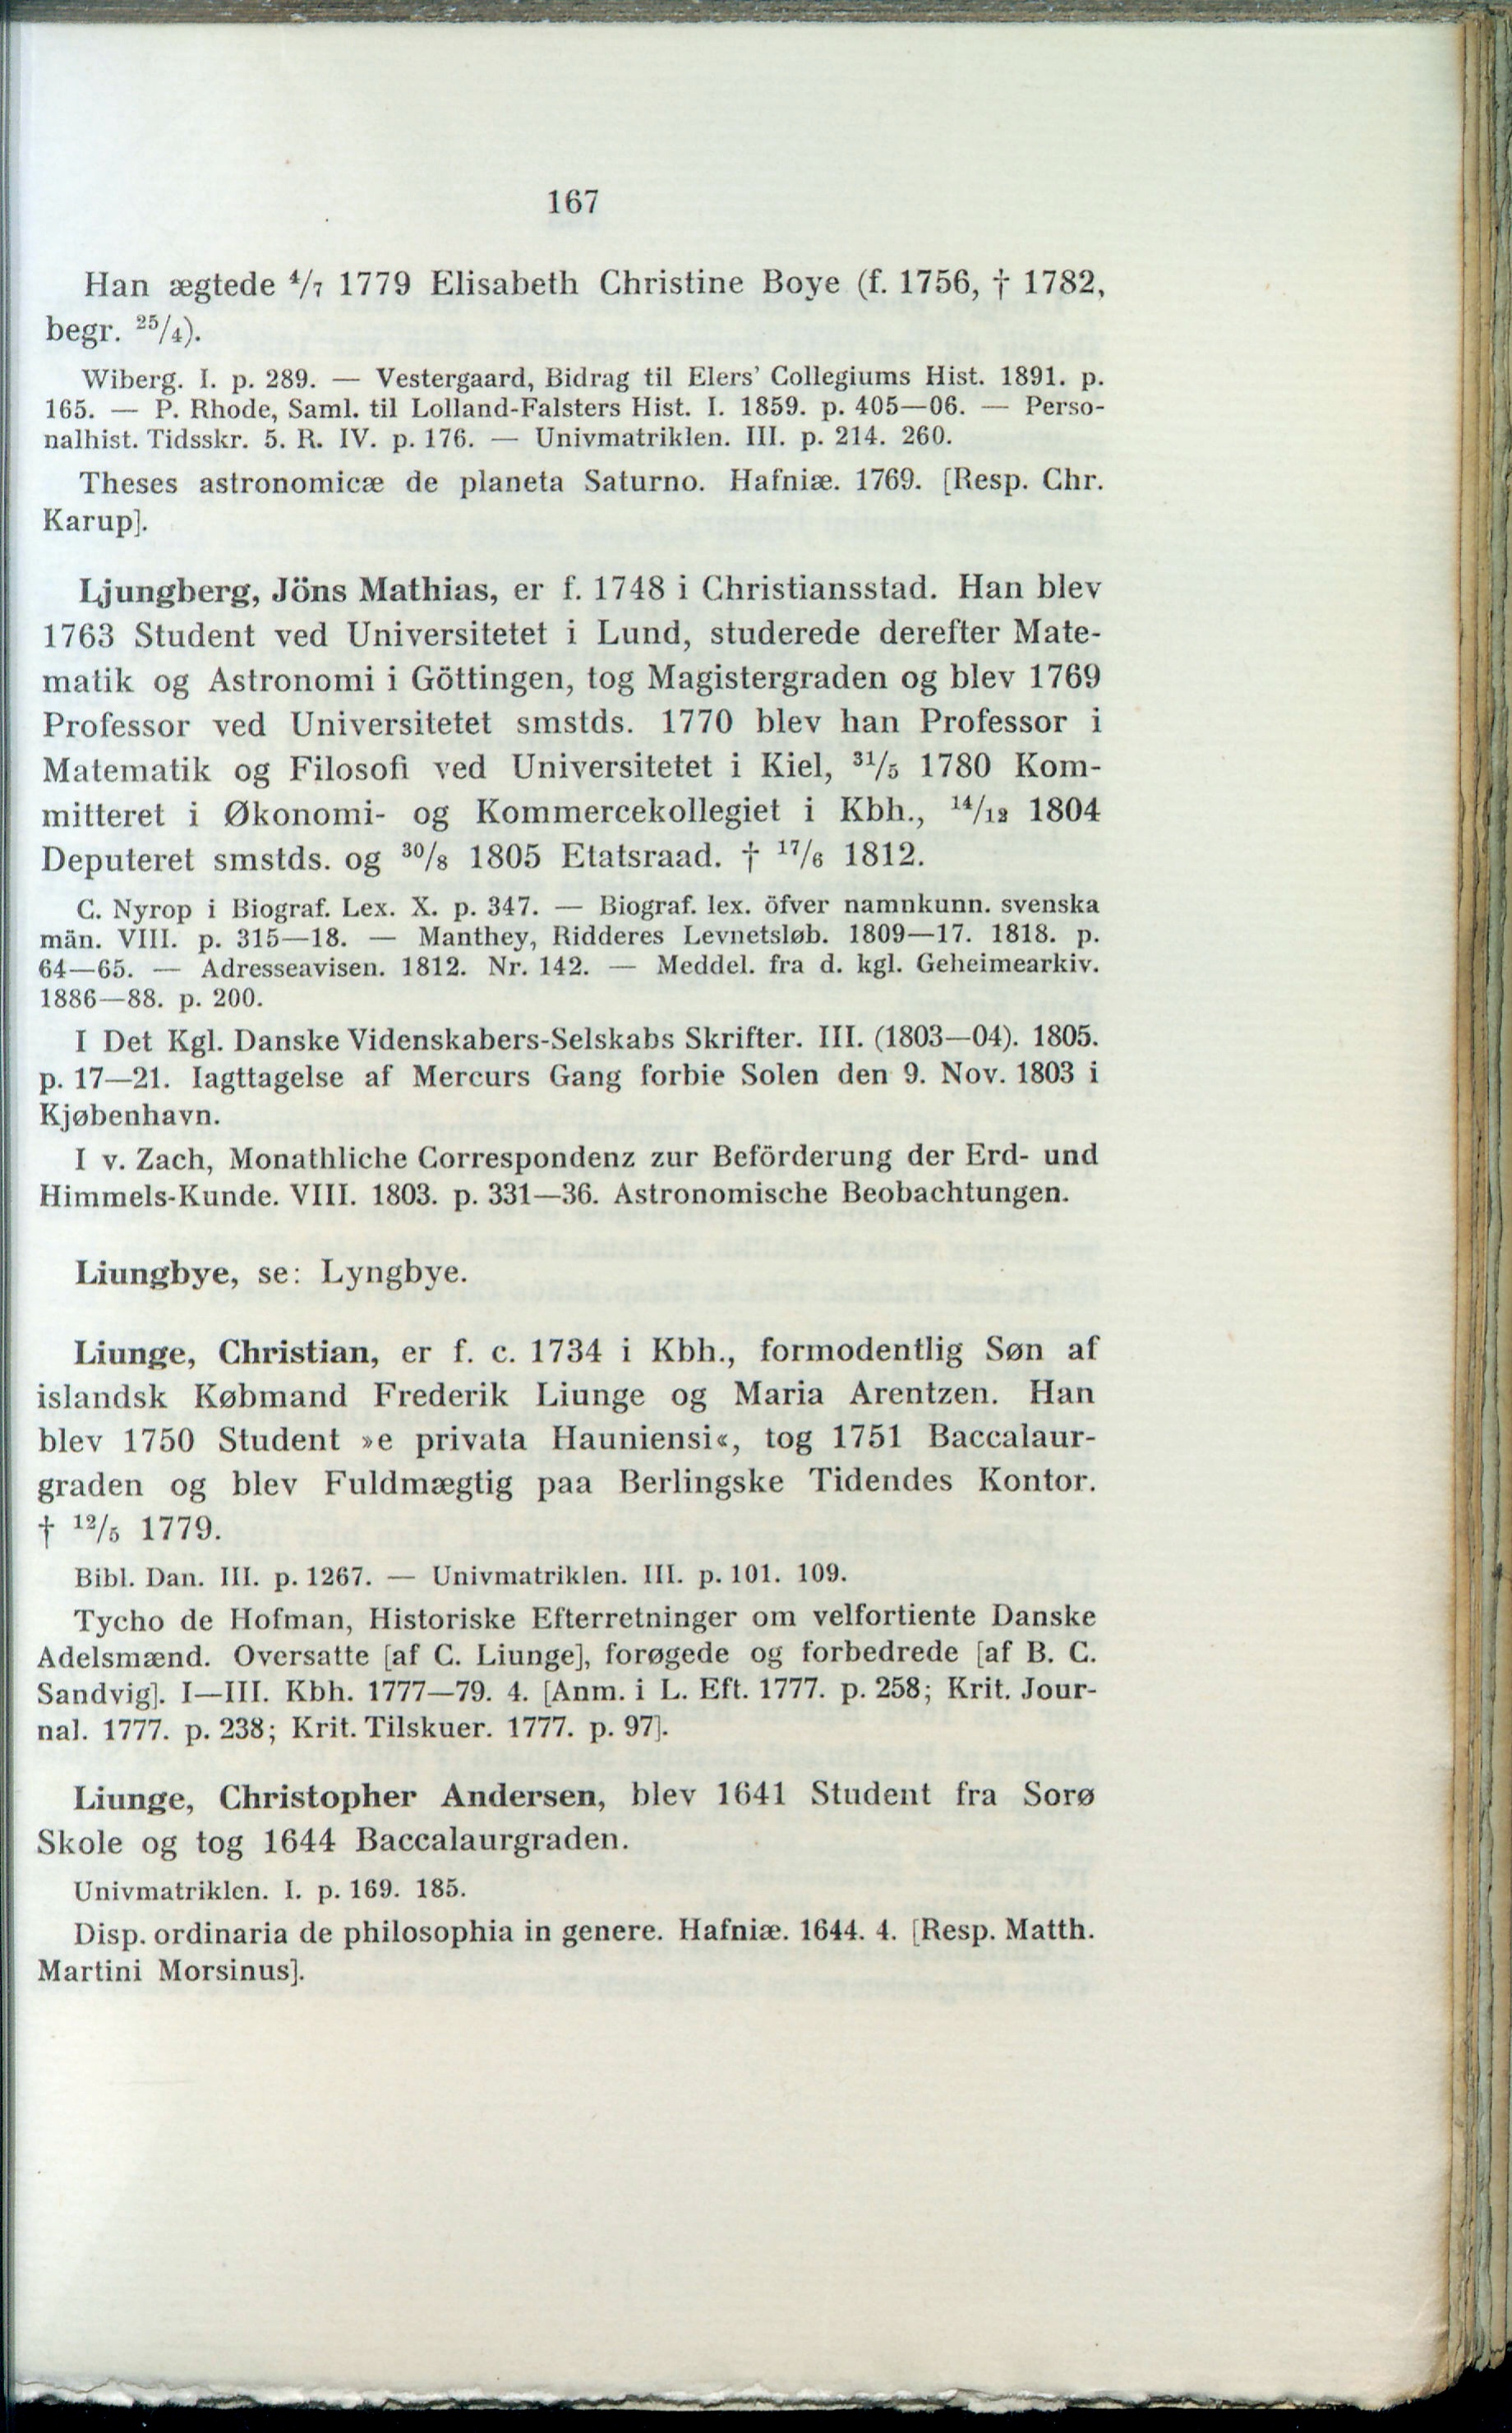 167
Han ægtede ⁴/₇ 1779 Elisabeth Christine Boye (f. 1756, † 1782,
begr. ²⁵/₄).
Wiberg. I. p. 289. — Vestergaard, Bidrag til Elers’ Collegiums Hist. 1891. p.
165. — P. Rhode, Saml. til Lolland-Falsters Hist. I. 1859. p. 405—06. — Perso-
nalhist. Tidsskr. 5. R. IV. p. 176. — Univmatriklen. III. p. 214. 260.
Theses astronomicæ de planeta Saturno. Hafniæ. 1769. [Resp. Chr.
Karup].
Ljungberg, Jöns Mathias, er f. 1748 i Christiansstad. Han blev
1763 Student ved Universitetet i Lund, studerede derefter Mate-
matik og Astronomi i Göttingen, tog Magistergraden og blev 1769
Professor ved Universitetet smstds. 1770 blev han Professor i
Matematik og Filosofi ved Universitetet i Kiel, ³¹/₅ 1780 Kom-
mitteret i Økonomi- og Kommercekollegiet i Kbh., ¹⁴/₁₂ 1804
Deputeret smstds. og ³⁰/₈ 1805 Etatsraad. † ¹⁷/₆ 1812.
C. Nyrop i Biograf. Lex. X. p. 347. — Biograf. lex. öfver namnkunn. svenska
män. VIII. p. 315—18. — Manthey, Ridderes Levnetsløb. 1809—17. 1818. p.
64—65. — Adresseavisen. 1812. Nr. 142. — Meddel. fra d. kgl. Geheimearkiv.
1886—88. p. 200.
I Det Kgl. Danske Videnskabers-Selskabs Skrifter. III. (1803—04). 1805.
p. 17—21. Iagttagelse af Mercurs Gang forbie Solen den 9. Nov. 1803 i
Kjøbenhavn.
I v. Zach, Monathliche Correspondenz zur Beförderung der Erd- und
Himmels-Kunde. VIII. 1803. p. 331—36. Astronomische Beobachtungen.
Liungbye, se: Lyngbye.
Liunge, Christian, er f. c. 1734 i Kbh., formodentlig Søn af
islandsk Købmand Frederik Liunge og Maria Arentzen. Han
blev 1750 Student »e privata Hauniensi«, tog 1751 Baccalaur-
graden og blev Fuldmægtig paa Berlingske Tidendes Kontor.
† ¹²/₅ 1779.
Bibl. Dan. III. p. 1267. — Univmatriklen. III. p. 101. 109.
Tycho de Hofman, Historiske Efterretninger om velfortiente Danske
Adelsmænd. Oversatte [af C. Liunge], forøgede og forbedrede [af B. C.
Sandvig]. I—III. Kbh. 1777—79. 4. [Anm. i L. Eft. 1777. p. 258; Krit. Jour-
nal. 1777. p. 238; Krit. Tilskuer. 1777. p. 97].
Liunge, Christopher Andersen, blev 1641 Student fra Sorø
Skole og tog 1644 Baccalaurgraden.
Univmatriklen. I. p. 169. 185.
Disp. ordinaria de philosophia in genere. Hafniæ. 1644. 4. [Resp. Matth.
Martini Morsinus].